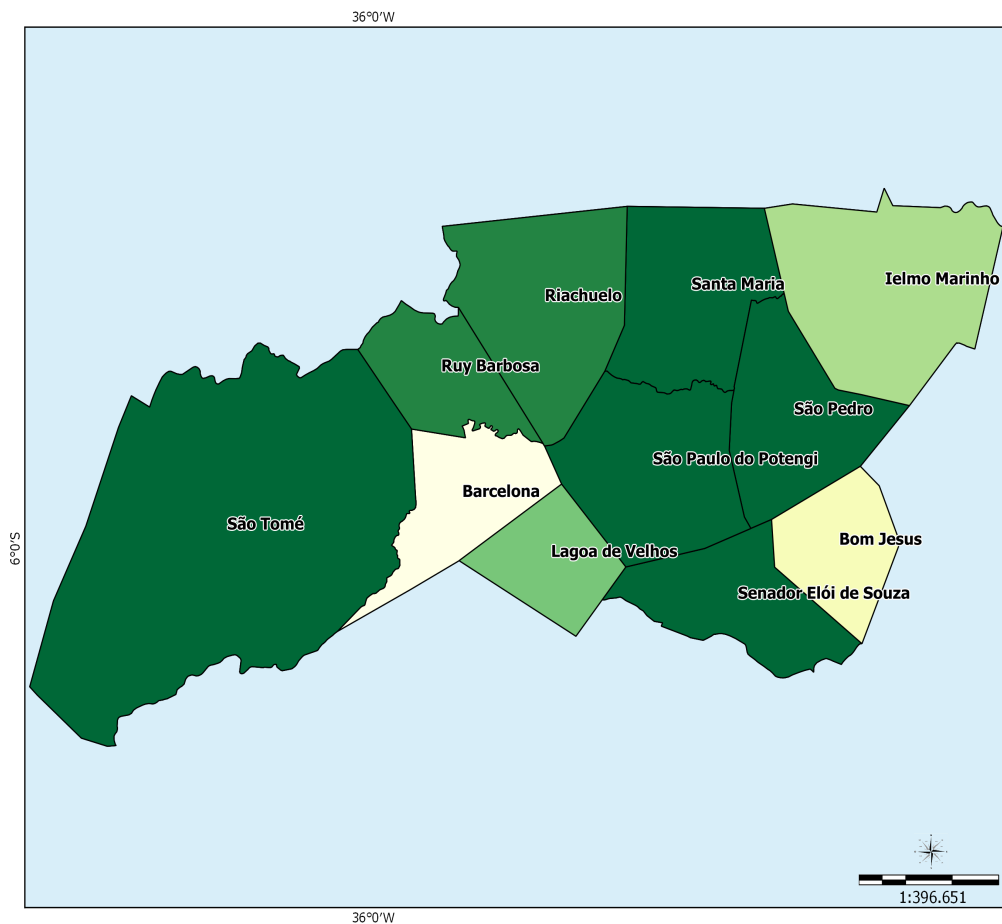 36°0'W
Ielmo Marinho
Santa Maria
Riachuelo
Ruy Barbosa
São Pedro
São Paulo do Potengi
Barcelona
São Tomé
Bom Jesus
Lagoa de Velhos
6°0'S
Senador Elói de Souza
1:396.651
36°0'W